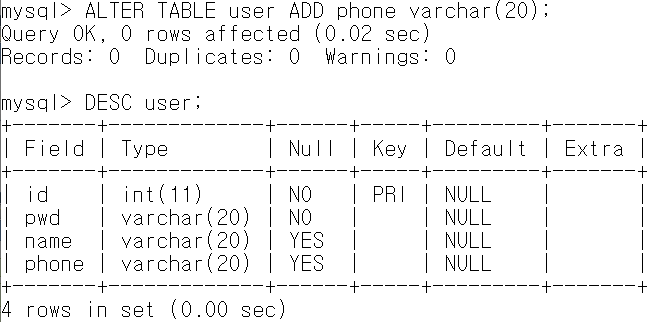 mysql> ALTER TABLE user ADD phone varchar(20);
Query OK, 0 rows affected (0.02 sec)
Records: 0  Duplicates: 0  Warnings: 0

mysql> DESC user;
+-------+-------------+------+-----+---------+-------+
| Field | Type        | Null | Key | Default | Extra |
+-------+-------------+------+-----+---------+-------+
| id    | int(11)     | NO   | PRI | NULL    |       |
| pwd   | varchar(20) | NO   |     | NULL    |       |
| name  | varchar(20) | YES  |     | NULL    |       |
| phone | varchar(20) | YES  |     | NULL    |       |
+-------+-------------+------+-----+---------+-------+
4 rows in set (0.00 sec)